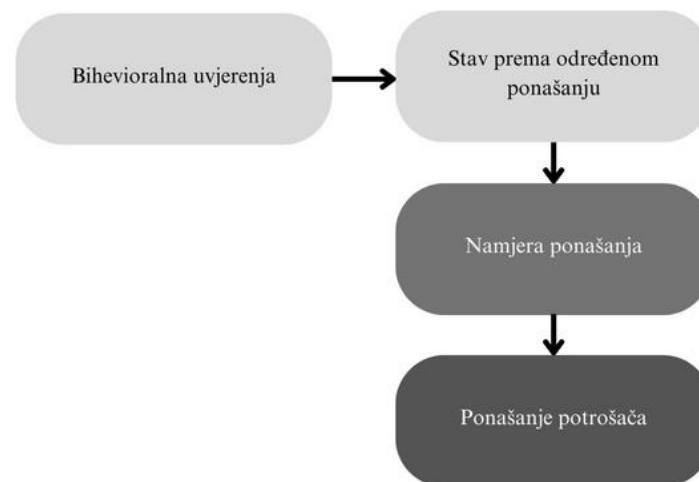 Bihevioralna uvjerenja
Stav prema određenom
ponašanju
Namjera ponašanja
Ponašanje potrošača